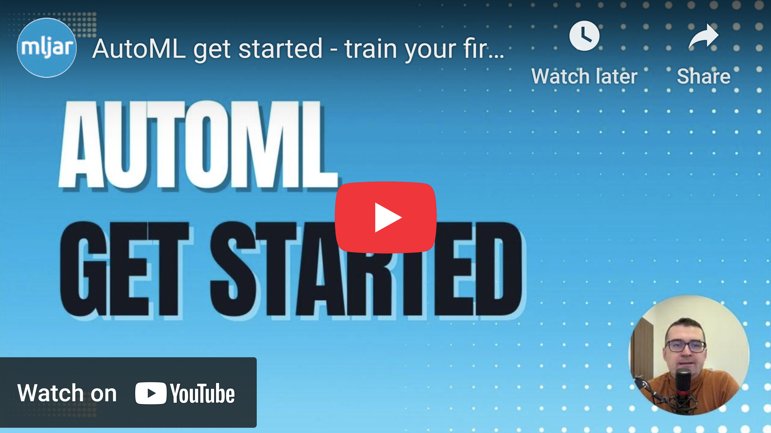 mljar
AutoML get started - train your fir...
Watch later
Share
AUTOML
GET STARTED
Watch on YouTube